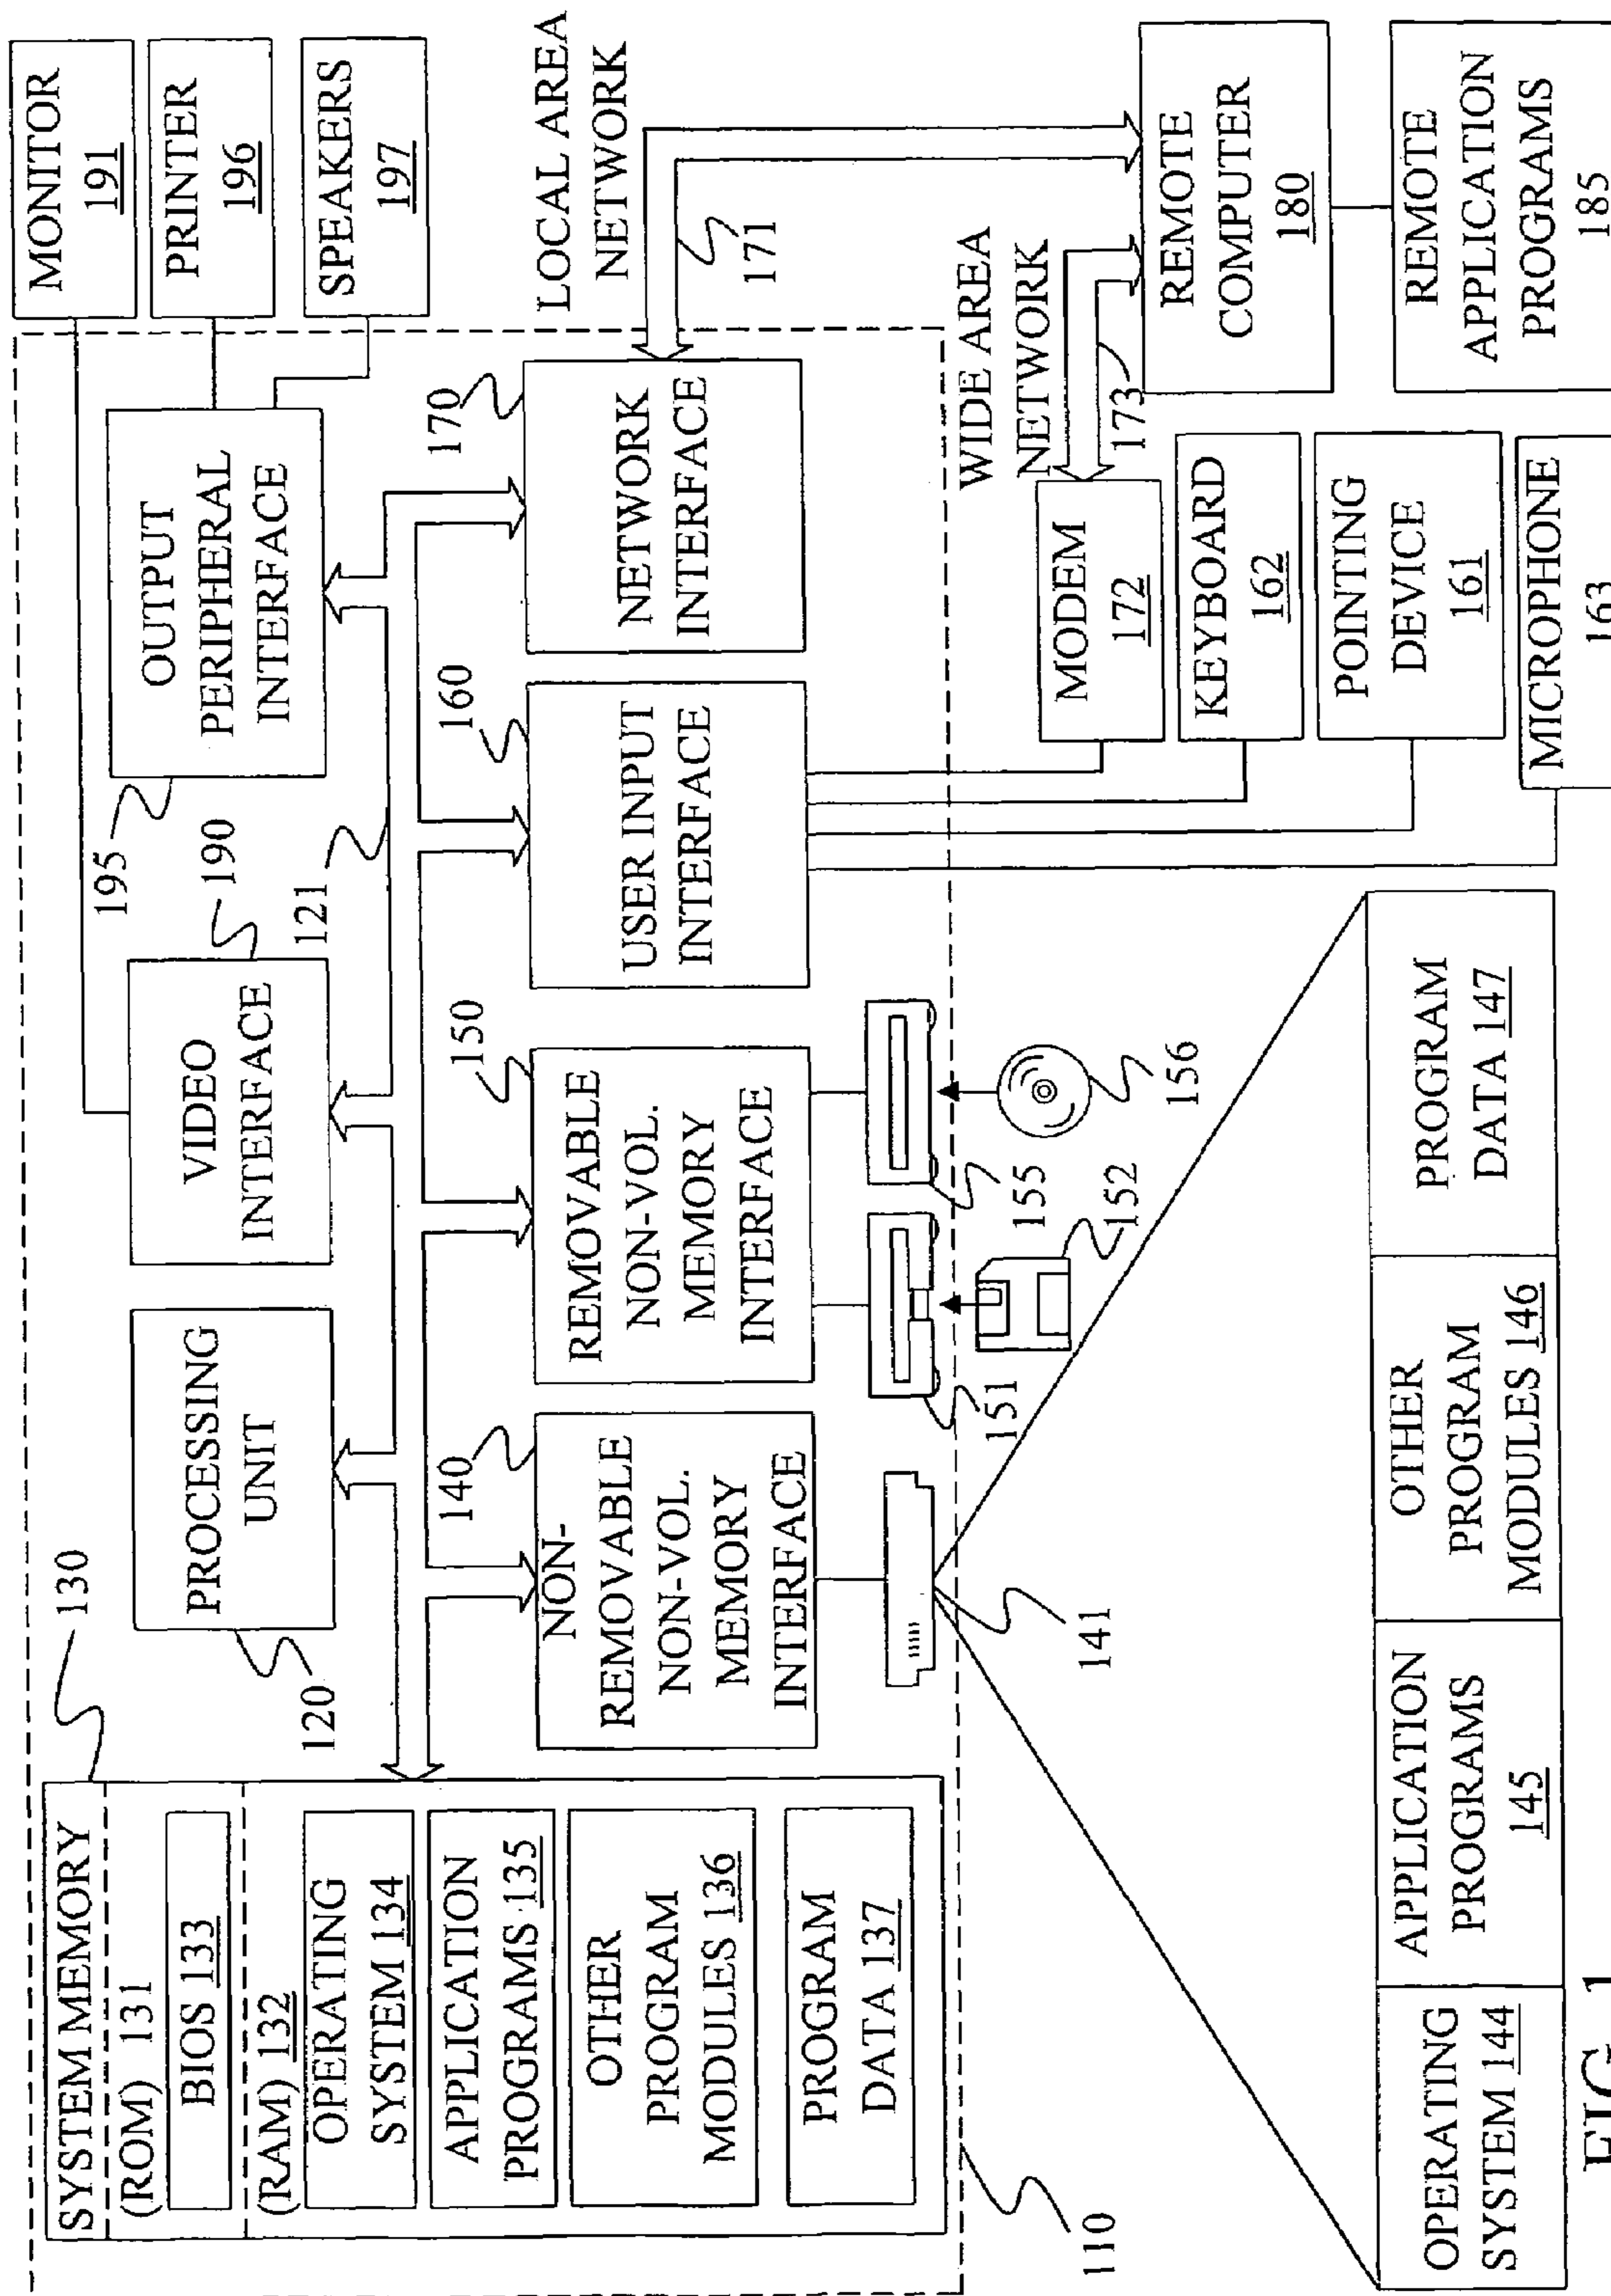 SYSTEM MEMORY
(ROM) 131
BIOS 133
(RAM) 132
OPERATING
SYSTEM 134
APPLICATION
PROGRAMS 135
OTHER
PROGRAM
MODULES 136
PROGRAM
DATA 137
130
120
PROCESSING
UNIT
VIDEO
INTERFACE
190
195
OUTPUT
PERIPHERAL
INTERFACE
121
MONITOR
191
PRINTER
196
SPEAKERS
197
140
NON-
REMOVABLE
NON-VOL.
MEMORY
INTERFACE
150
REMOVABLE
NON-VOL.
MEMORY
INTERFACE
160
USER INPUT
INTERFACE
170
NETWORK
INTERFACE
LOCAL AREA
NETWORK
171
110
141
151
152
155
156
WIDE AREA
NETWORK
173
MODEM
172
KEYBOARD
162
POINTING
DEVICE
161
MICROPHONE
163
REMOTE
COMPUTER
180
REMOTE
APPLICATION
PROGRAMS
185
OPERATING
SYSTEM 144
APPLICATION
PROGRAMS
145
OTHER
PROGRAM
MODULES 146
PROGRAM
DATA 147
FIG. 1